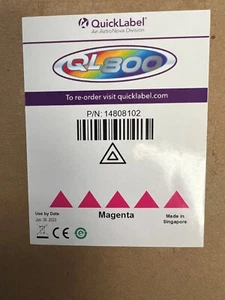 QuickLabel
An AstroNova Division
QL800
To re-order visit quicklabel.com
P/N: 14808102
Use by Date
Magenta
Made in
Singapore
CE